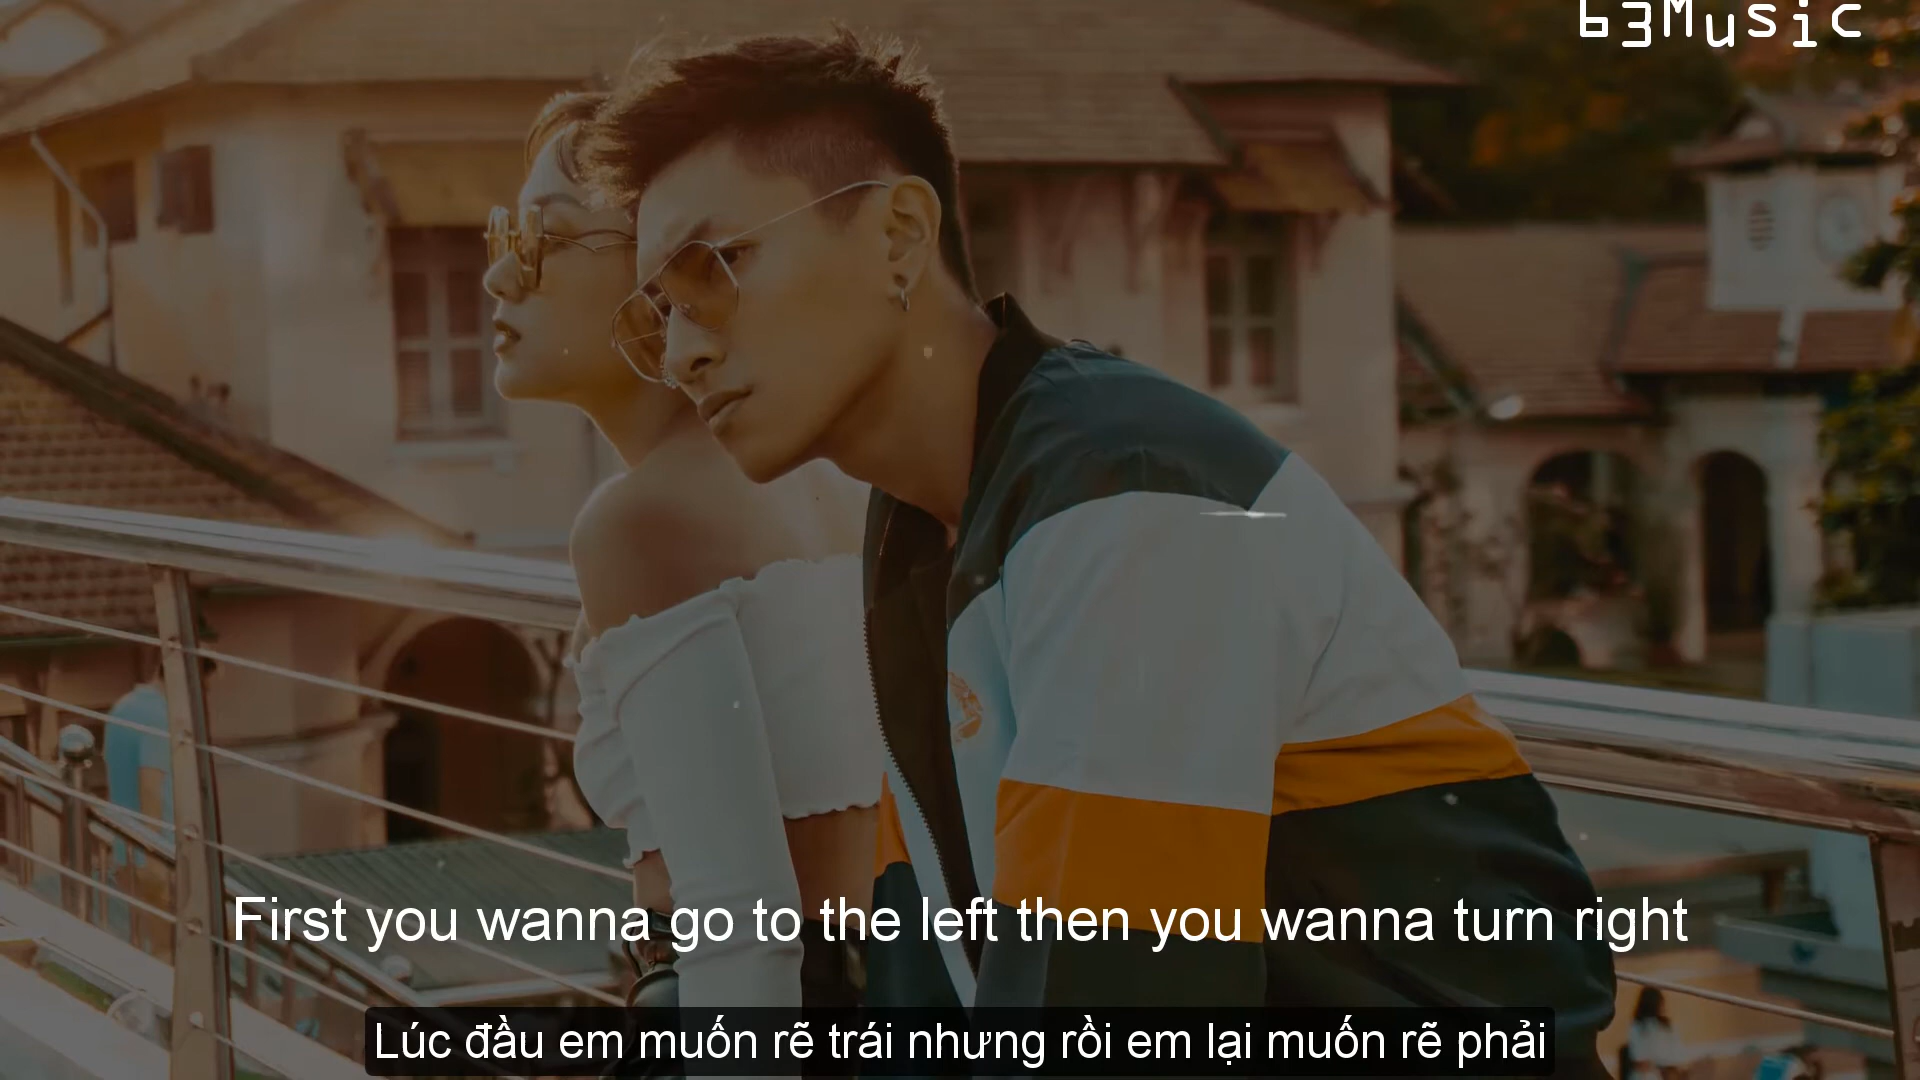 63Music
First you wanna go to the left then you wanna turn right
Lúc đầu em muốn rẽ trái nhưng rồi em lại muốn rẽ phải